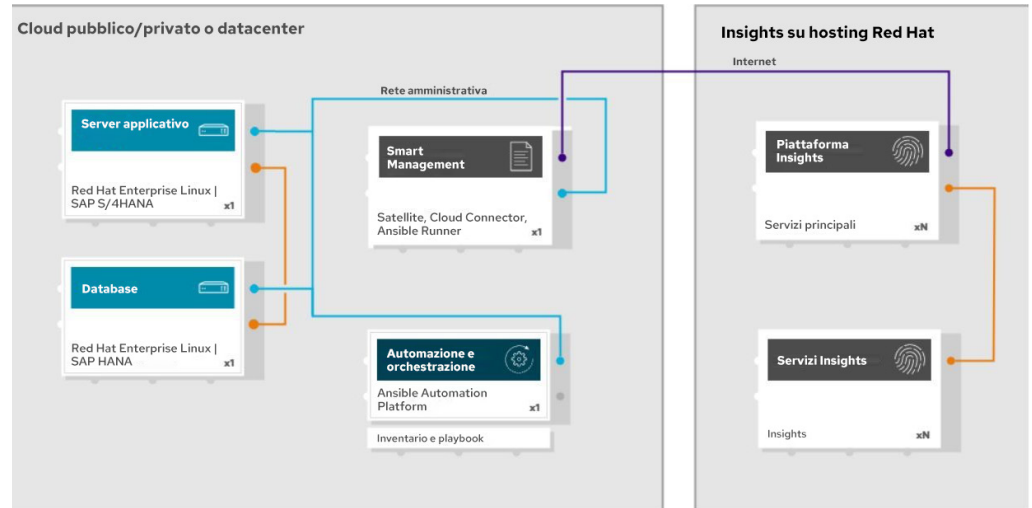 Cloud pubblico/privato o datacenter
Insights su hosting Red Hat
Internet
Rete amministrativa
Server applicativo
Red Hat Enterprise Linux |
SAP S/4HANA
x1
Smart
Management
Satellite, Cloud Connector,
Ansible Runner
x1
Piattaforma
Insights
Servizi principali
xN
Database
Red Hat Enterprise Linux |
SAP HANA
x1
Automazione e
orchestrazione
Ansible Automation
Platform
x1
Inventario e playbook
Servizi Insights
Insights
xN